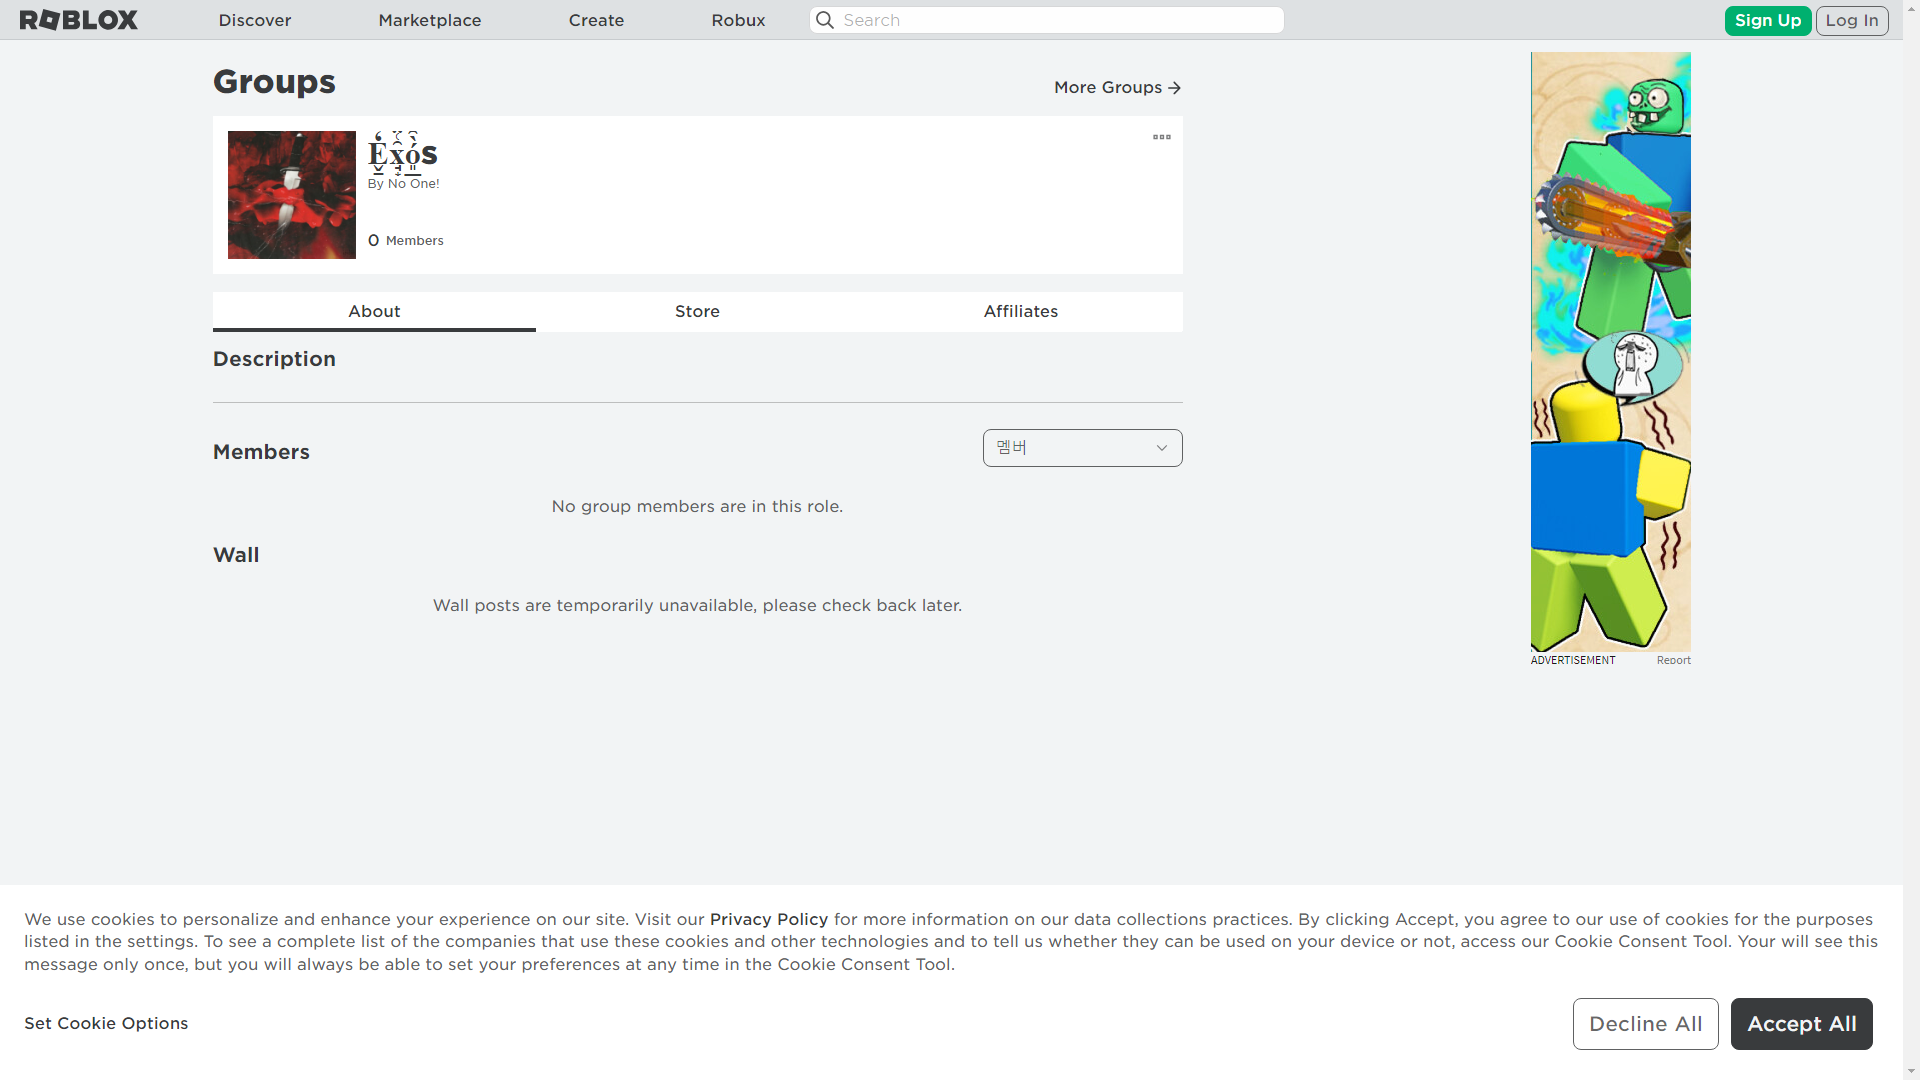 ROBLOX Discover Marketplace Create Robux Search Sign Up Log In
Groups
More Groups
Éxós
By No One!
0 Members
About Store Affiliates
Description
Members
멤버
No group members are in this role.
Wall
Wall posts are temporarily unavailable, please check back later.
ADVERTISEMENT Report
We use cookies to personalize and enhance your experience on our site. Visit our Privacy Policy for more information on our data collections practices. By clicking Accept, you agree to our use of cookies for the purposes
listed in the settings. To see a complete list of the companies that use these cookies and other technologies and to tell us whether they can be used on your device or not, access our Cookie Consent Tool. Your will see this
message only once, but you will always be able to set your preferences at any time in the Cookie Consent Tool.
Set Cookie Options
Decline All
Accept All